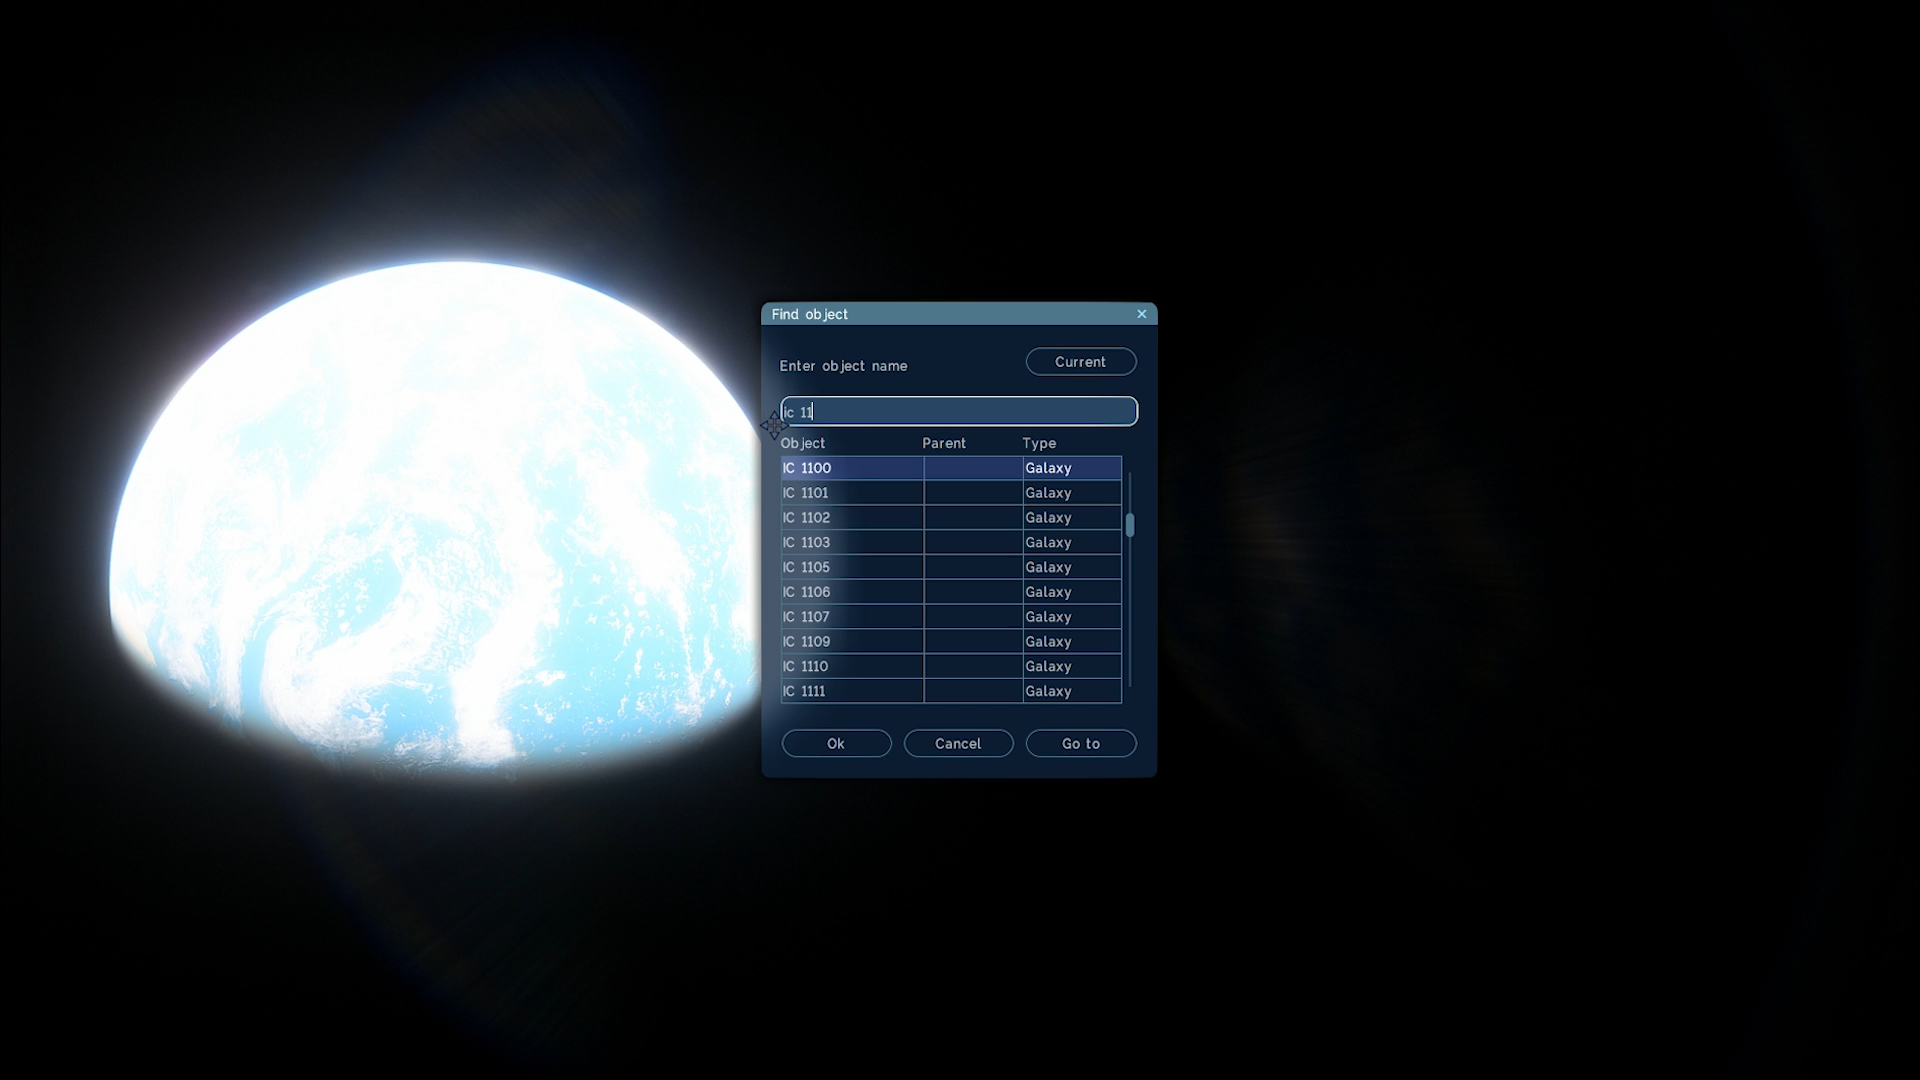 Find object
Enter object name
Current
ic 11
Object Parent Type
IC 1100 Galaxy
IC 1101 Galaxy
IC 1102 Galaxy
IC 1103 Galaxy
IC 1105 Galaxy
IC 1106 Galaxy
IC 1107 Galaxy
IC 1109 Galaxy
IC 1110 Galaxy
IC 1111 Galaxy
Ok Cancel Go to